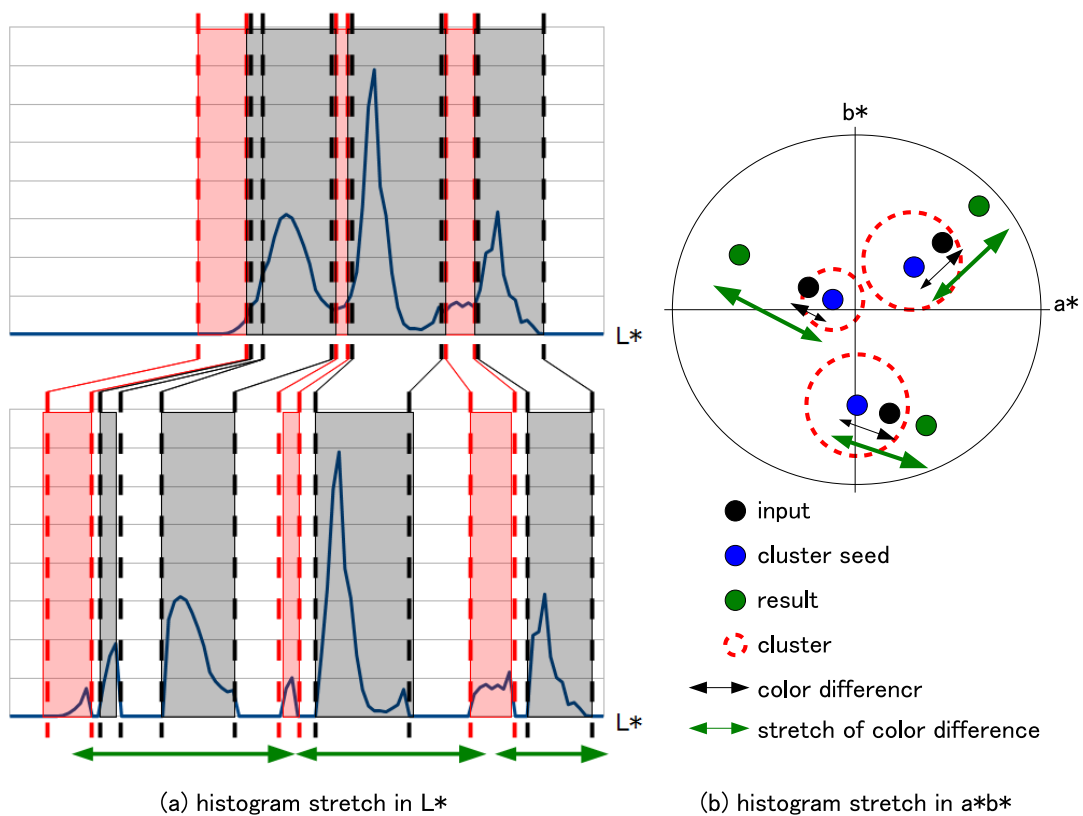 L*
L*
(a) histogram stretch in L*
b*
a*
input
cluster seed
result
cluster
color differencr
stretch of color difference
(b) histogram stretch in a*b*